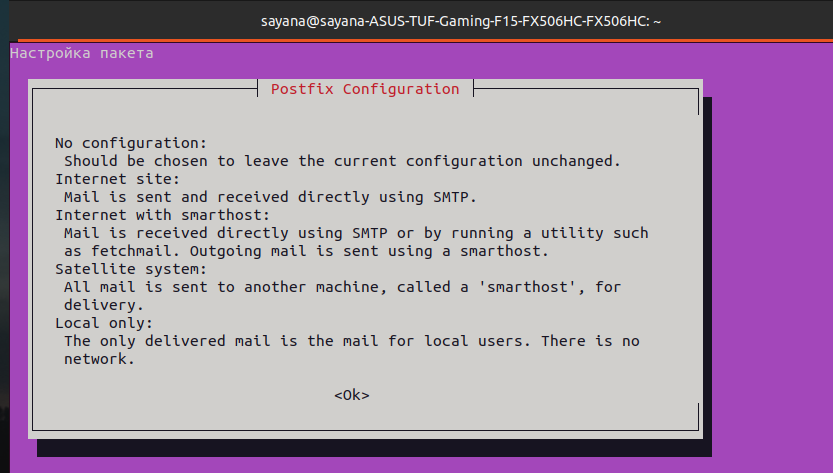 sayana@sayana-ASUS-TUF-Gaming-F15-FX506HC-FX506HC: ~
Настройка пакета
Postfix Configuration
No configuration:
Should be chosen to leave the current configuration unchanged.
Internet site:
Mail is sent and received directly using SMTP.
Internet with smarthost:
Mail is received directly using SMTP or by running a utility such
as fetchmail. Outgoing mail is sent using a smarthost.
Satellite system:
All mail is sent to another machine, called a 'smarthost', for
delivery.
Local only:
The only delivered mail is the mail for local users. There is no
network.
<Ok>